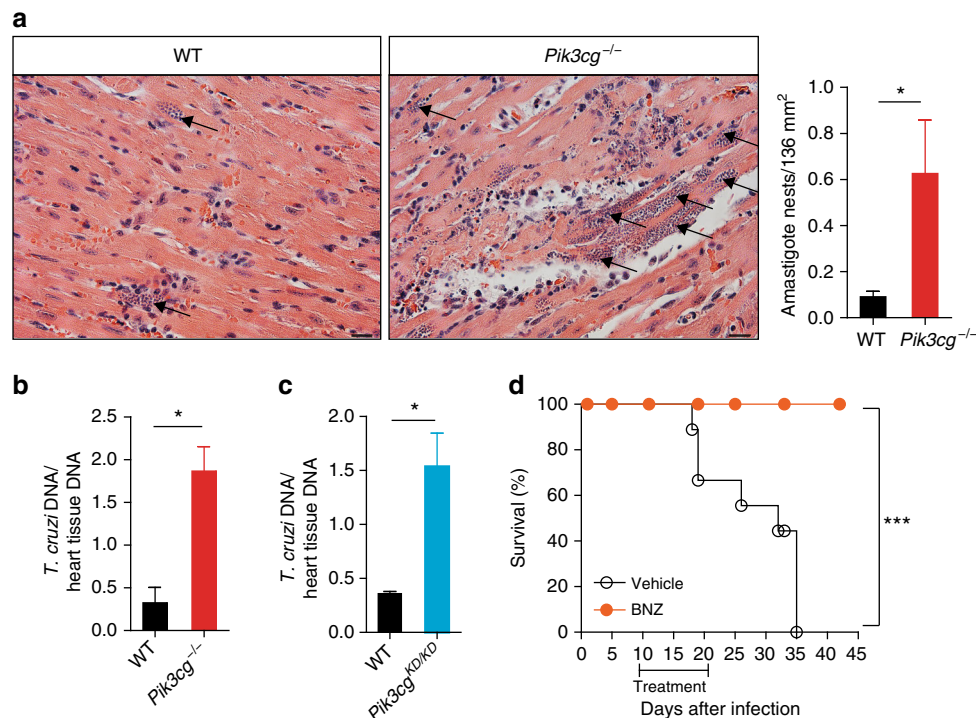 a
WT
Pik3cg−/−
Amastigote nests/136 mm²
1.0
0.8
0.6
0.4
0.2
0.0
*
WT
Pik3cg−/−
b
T. cruzi DNA/
heart tissue DNA
2.5
2.0
1.5
1.0
0.5
0.0
*
WT
Pik3cg−/−
c
T. cruzi DNA/
heart tissue DNA
2.0
1.5
1.0
0.5
0.0
*
WT
Pik3cgKD/KD
d
Survival (%)
100
80
60
40
20
0
Vehicle
BNZ
***
0 5 10 15 20 25 30 35 40 45
Treatment
Days after infection